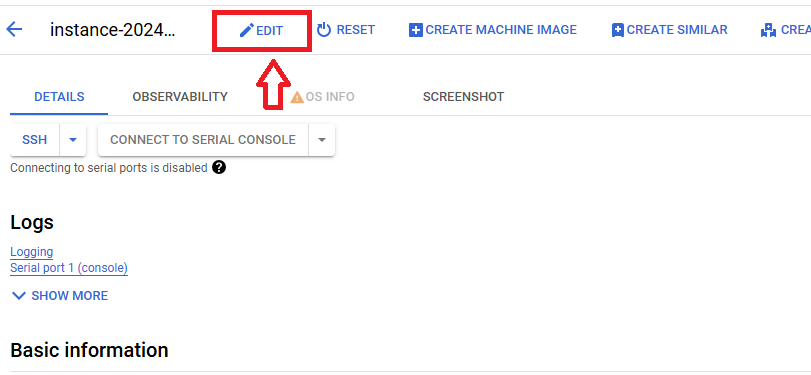 instance-2024... EDIT RESET CREATE MACHINE IMAGE CREATE SIMILAR CREA
DETAILS OBSERVABILITY OS INFO SCREENSHOT
SSH CONNECT TO SERIAL CONSOLE
Connecting to serial ports is disabled ?
Logs
Logging
Serial port 1 (console)
SHOW MORE
Basic information